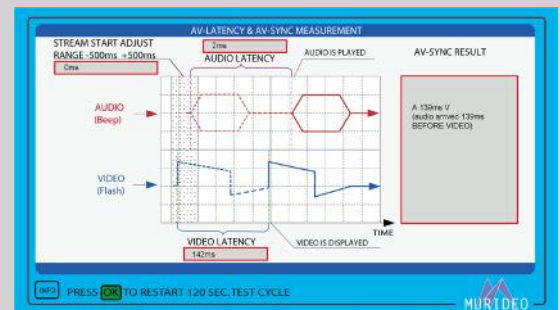 AV-LATENCY & AV-SYNC MEASUREMENT
STREAM START ADJUST
RANGE -500ms +500ms
0ms
2ms
AUDIO LATENCY
AUDIO IS PLAYED
AV-SYNC RESULT
A 139ms V
(audio arrived 139ms
BEFORE VIDEO)
AUDIO
(Beep)
VIDEO
(Flash)
TIME
VIDEO LATENCY
142ms
VIDEO IS DISPLAYED
INFO PRESS OK TO RESTART 120 SEC. TEST CYCLE
MURIDEO